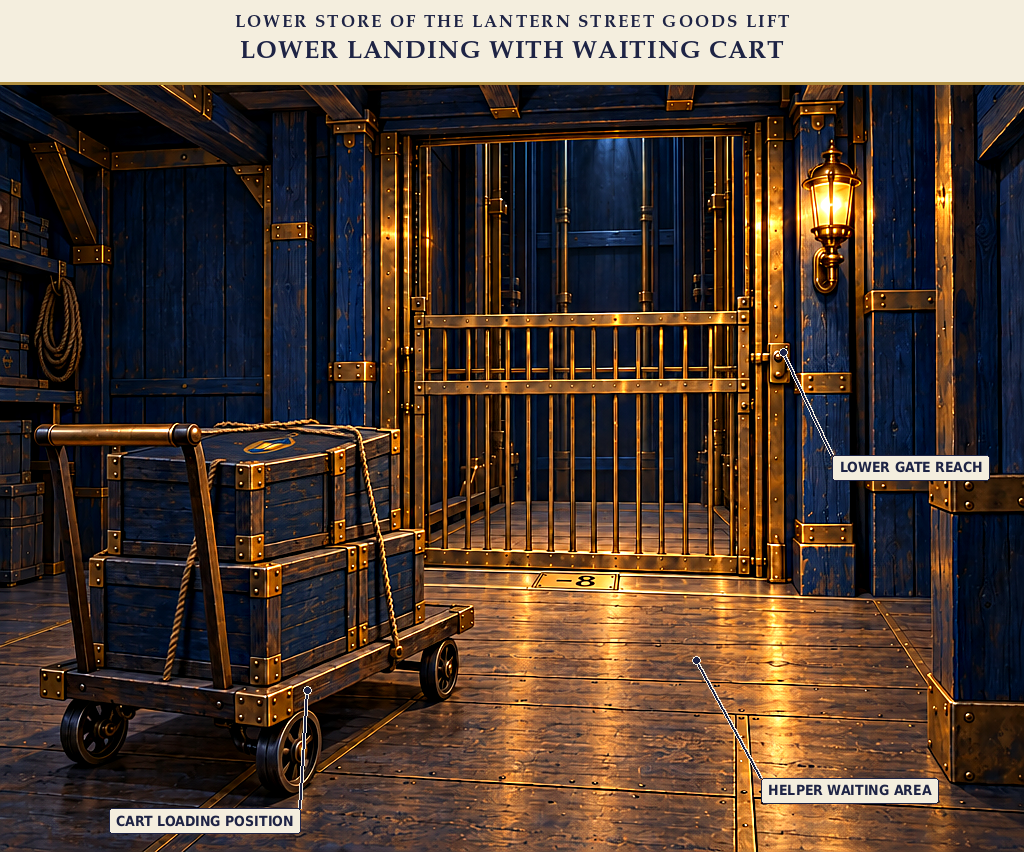 LOWER STORE OF THE LANTERN STREET GOODS LIFT
LOWER LANDING WITH WAITING CART
LOWER GATE REACH
-8
HELPER WAITING AREA
CART LOADING POSITION